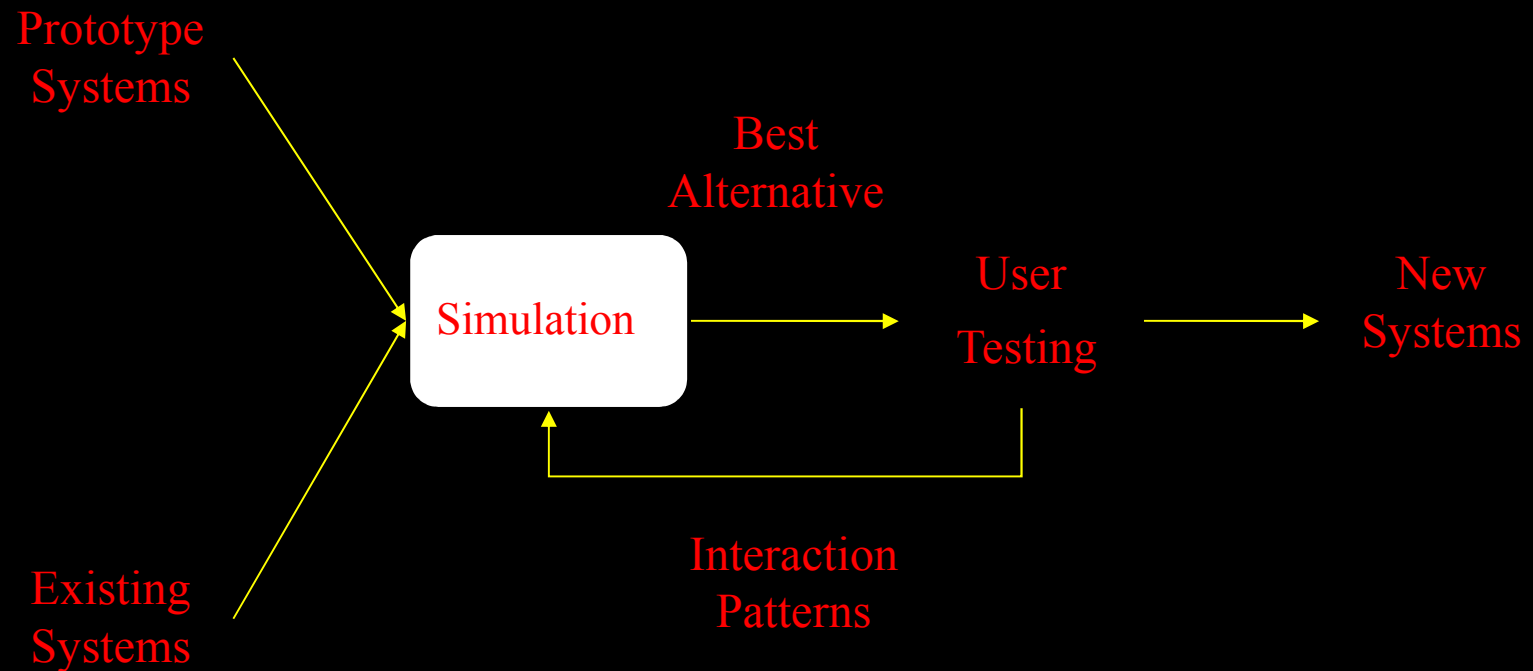 Prototype
Systems
Best
Alternative
Simulation
User
Testing
New
Systems
Interaction
Patterns
Existing
Systems